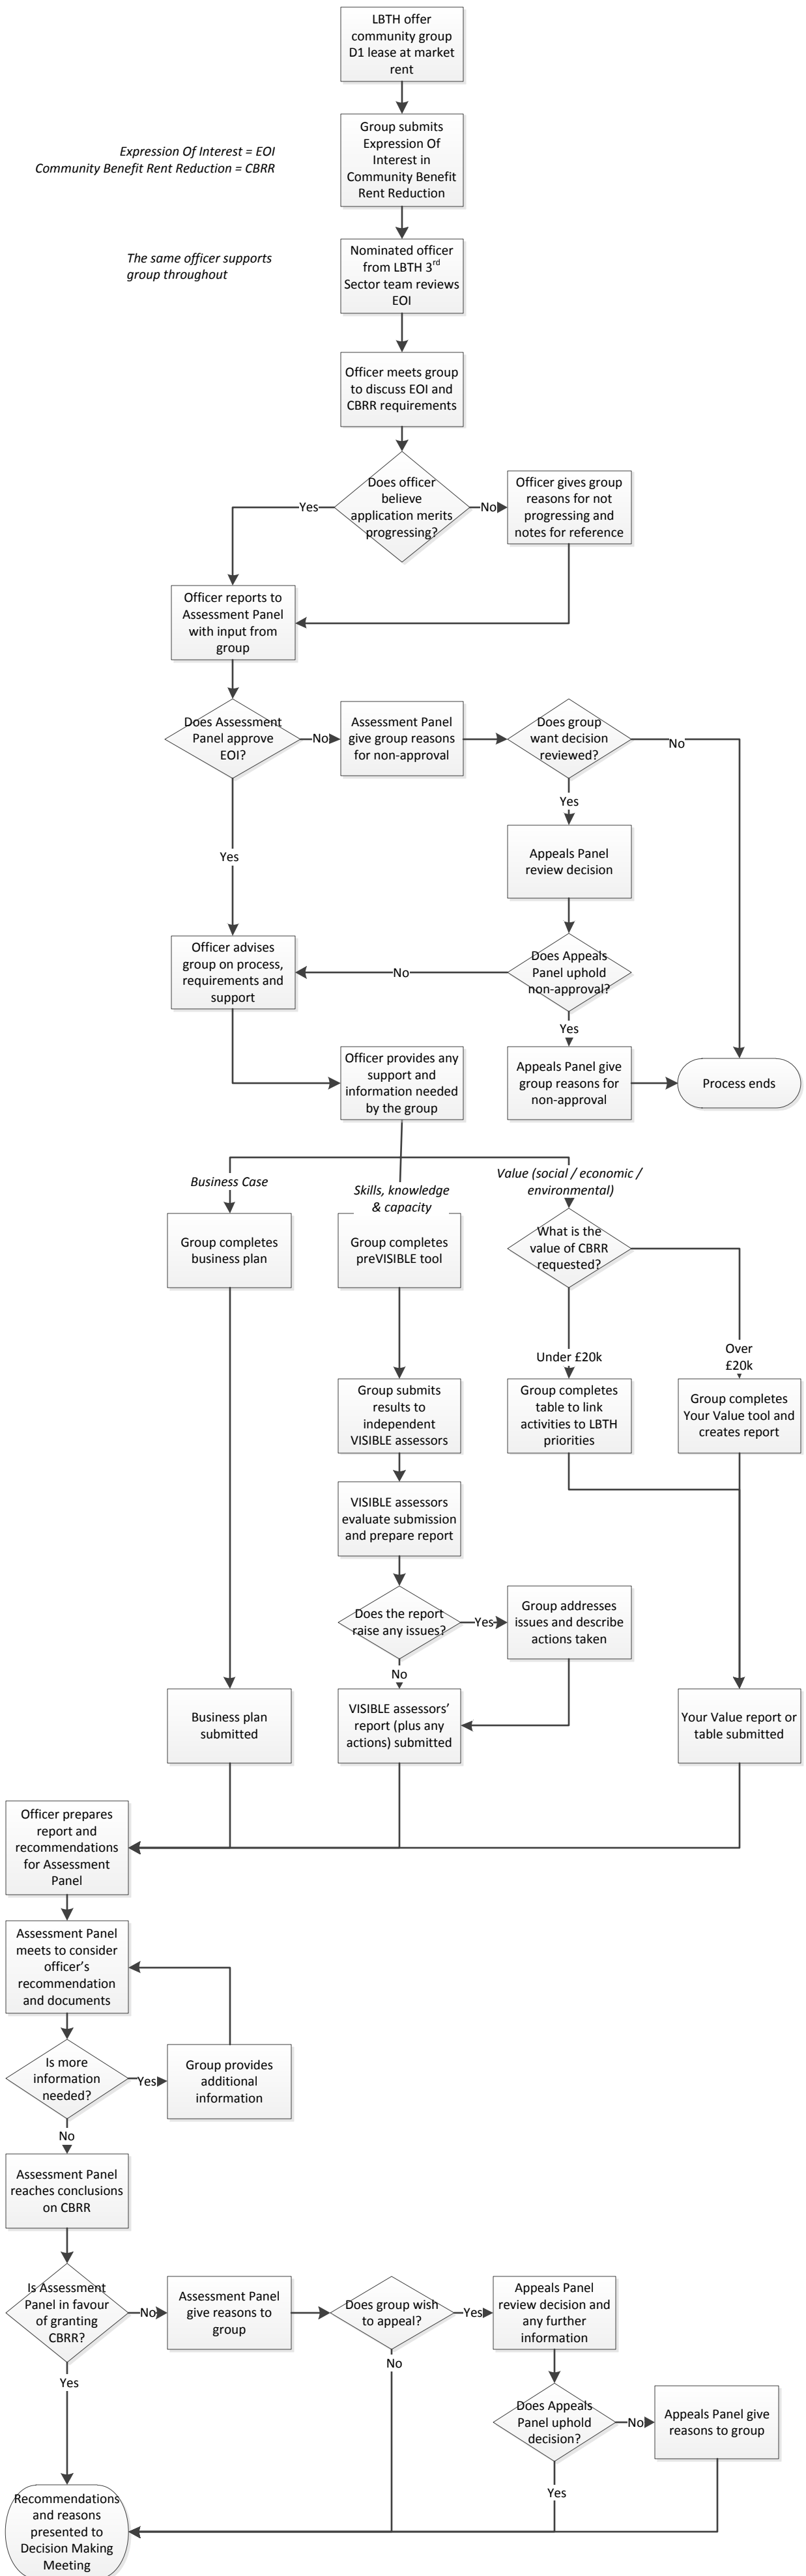 LBTH offer
community group
D1 lease at market
rent
Expression Of Interest = EOI
Community Benefit Rent Reduction = CBRR
Group submits
Expression Of
Interest in
Community Benefit
Rent Reduction
The same officer supports
group throughout
Nominated officer
from LBTH 3rd
Sector team reviews
EOI
Officer meets group
to discuss EOI and
CBRR requirements
Does officer
believe
application merits
progressing?
Yes
No
Officer gives group
reasons for not
progressing and
notes for reference
Officer reports to
Assessment Panel
with input from
group
Does Assessment
Panel approve
EOI?
No
Assessment Panel
give group reasons
for non-approval
Does group
want decision
reviewed?
No
Yes
Appeals Panel
review decision
Yes
Officer advises
group on process,
requirements and
support
No
Does Appeals
Panel uphold
non-approval?
Yes
Officer provides any
support and
information needed
by the group
Appeals Panel give
group reasons for
non-approval
Process ends
Business Case
Skills, knowledge
& capacity
Value (social / economic /
environmental)
Group completes
business plan
Group completes
preVISIBLE tool
What is the
value of CBRR
requested?
Under £20k
Over
£20k
Group submits
results to
independent
VISIBLE assessors
Group completes
table to link
activities to LBTH
priorities
Group completes
Your Value tool and
creates report
VISIBLE assessors
evaluate submission
and prepare report
Does the report
raise any issues?
Yes
Group addresses
issues and describe
actions taken
No
Business plan
submitted
VISIBLE assessors’
report (plus any
actions) submitted
Your Value report or
table submitted
Officer prepares
report and
recommendations
for Assessment
Panel
Assessment Panel
meets to consider
officer’s
recommendation
and documents
Is more
information
needed?
Yes
Group provides
additional
information
No
Assessment Panel
reaches conclusions
on CBRR
Is Assessment
Panel in favour
of granting
CBRR?
No
Assessment Panel
give reasons to
group
Does group wish
to appeal?
Yes
Appeals Panel
review decision and
any further
information
Yes
No
Does Appeals
Panel uphold
decision?
No
Appeals Panel give
reasons to group
Yes
Recommendations
and reasons
presented to
Decision Making
Meeting